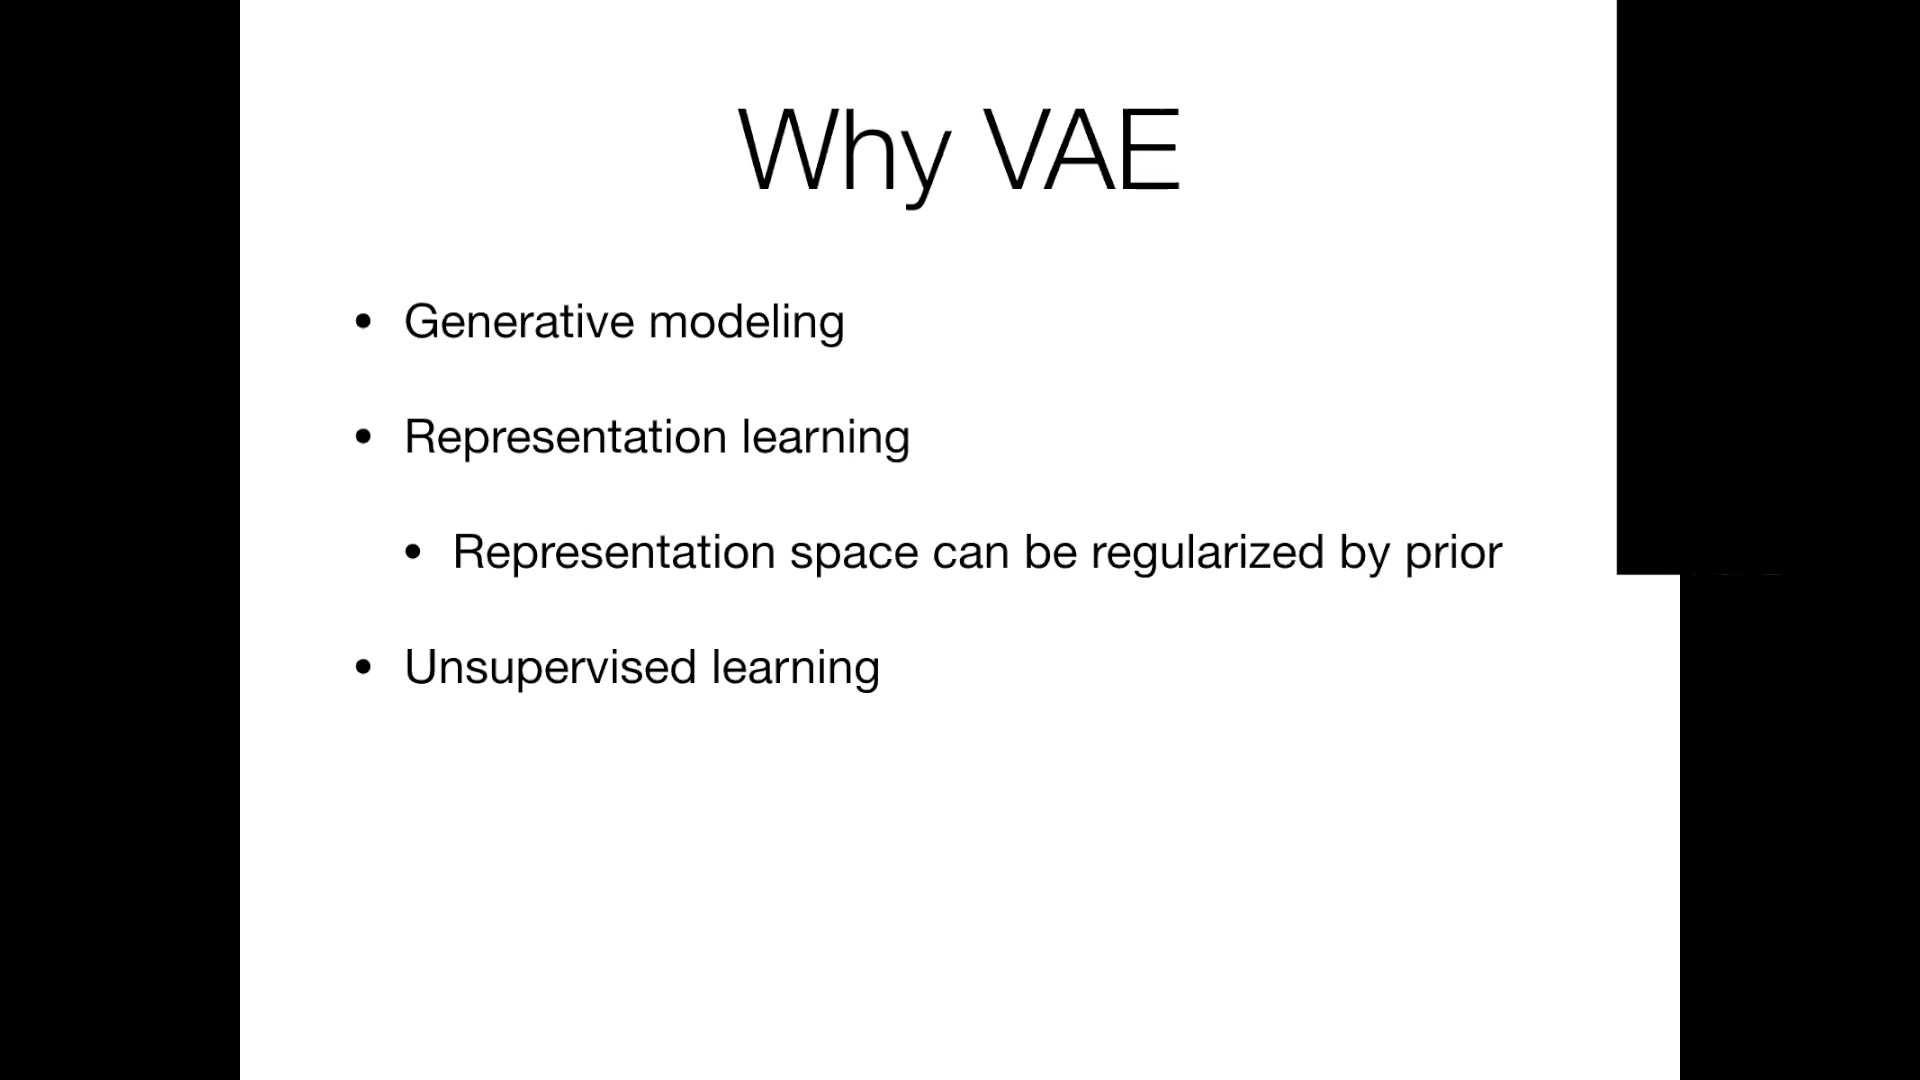 Why VAE
• Generative modeling
• Representation learning
• Representation space can be regularized by prior
• Unsupervised learning